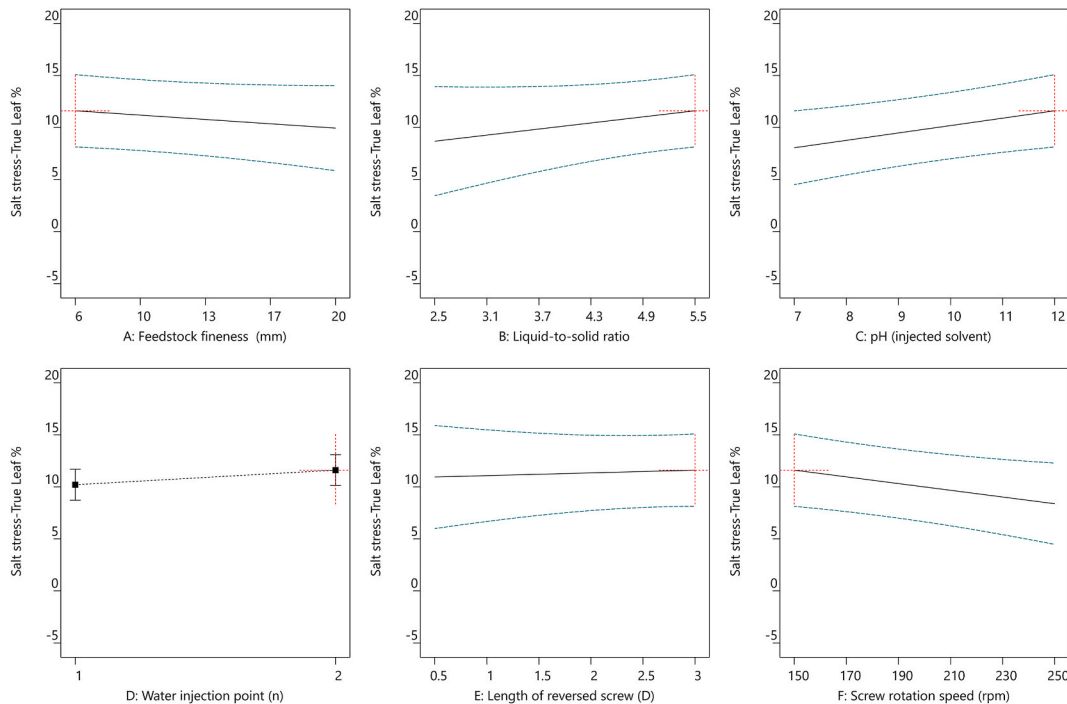 20
15
10
5
0
-5
Salt stress-True Leaf %
6 10 13 17 20
A: Feedstock fineness (mm)
20
15
10
5
0
-5
Salt stress-True Leaf %
2.5 3.1 3.7 4.3 4.9 5.5
B: Liquid-to-solid ratio
20
15
10
5
0
-5
Salt stress-True Leaf %
7 8 9 10 11 12
C: pH (injected solvent)
20
15
10
5
0
-5
Salt stress-True Leaf %
1 2
D: Water injection point (n)
20
15
10
5
0
-5
Salt stress-True Leaf %
0.5 1 1.5 2 2.5 3
E: Length of reversed screw (D)
20
15
10
5
0
-5
Salt stress-True Leaf %
150 170 190 210 230 250
F: Screw rotation speed (rpm)